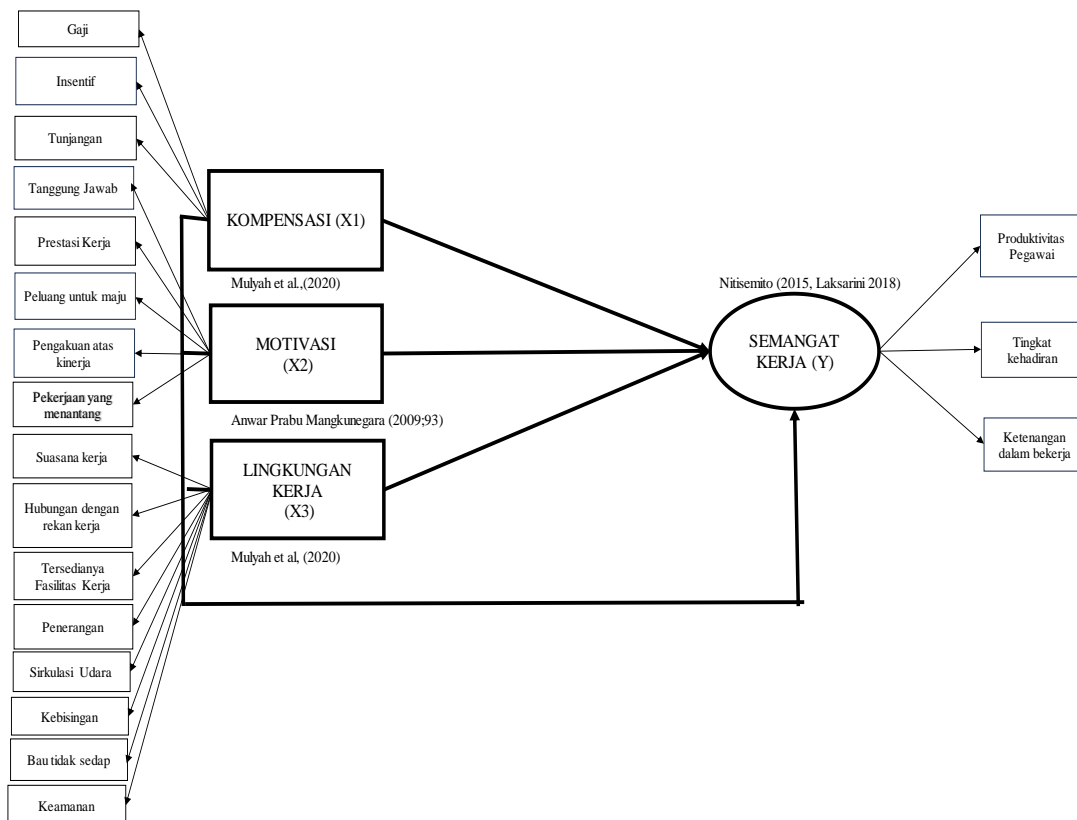 Gaji
Insentif
Tunjangan
Tanggung Jawab
Prestasi Kerja
Peluang untuk maju
Pengakuan atas
kinerja
Pekerjaan yang
menantang
Suasana kerja
Hubungan dengan
rekan kerja
Tersedianya
Fasilitas Kerja
Penerangan
Sirkulasi Udara
Kebisingan
Bau tidak sedap
Keamanan
KOMPENSASI (X1)
Mulyah et al.,(2020)
MOTIVASI
(X2)
Anwar Prabu Mangkunegara (2009;93)
LINGKUNGAN
KERJA
(X3)
Mulyah et al, (2020)
Nitisemito (2015, Laksarini 2018)
SEMANGAT
KERJA (Y)
Produktivitas
Pegawai
Tingkat
kehadiran
Ketenangan
dalam bekerja